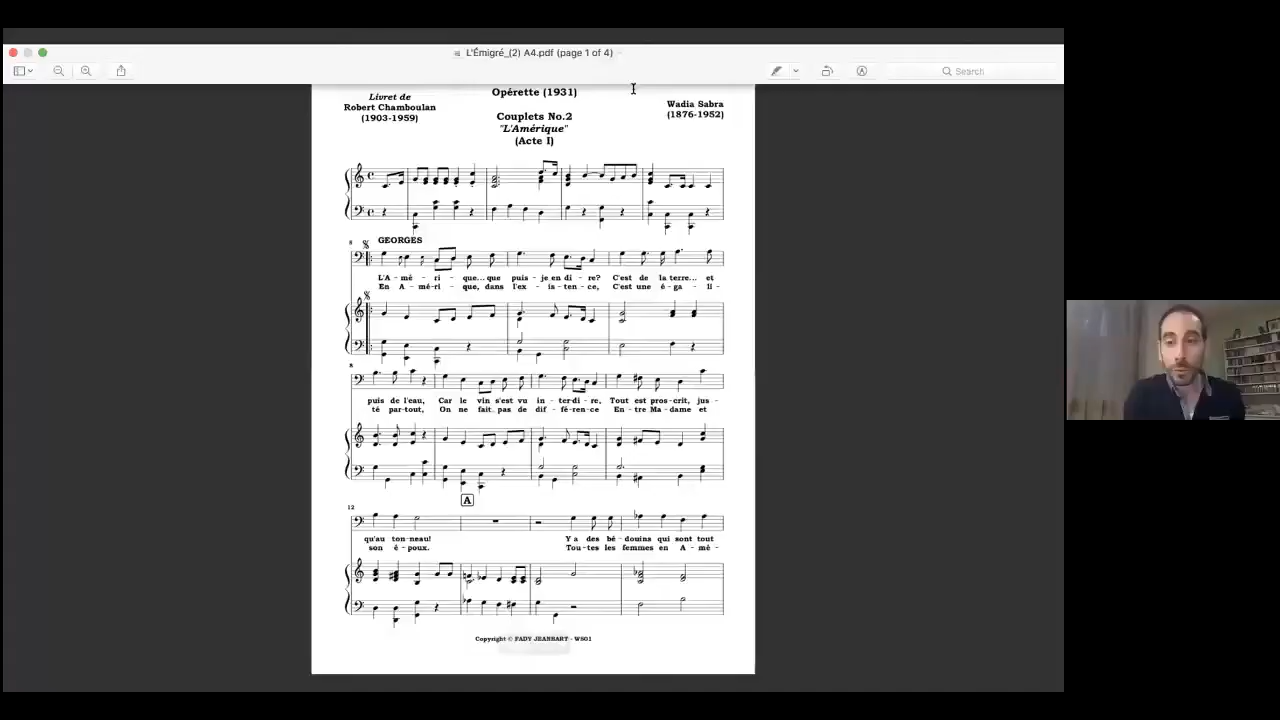 L'Émigré_(2) A4.pdf (page 1 of 4)
Search
Livret de
Robert Chamboulan
(1903-1959)
Opérette (1931)
Couplets No.2
"L'Amérique"
(Acte I)
Wadia Sabra
(1876-1952)
GEORGES
L'A - mé - ri - que... que puis - je en di - re? C'est de la terre... et
En A - mé-ri - que, dans l'ex - is - ten - ce, C'est une é - ga - li -
8
puis de l'eau, Car le vin s'est vu in - ter-di - re, Tout est pros - crit, jus -
té par - tout, On ne fait pas de dif - fé-ren - ce En - tre Ma - dame et
A
12
qu'au ton-neau! Y a des bé - douins qui sont tout
son é - poux. Tou - tes les femmes en A - mé -
Copyright © FADY JEANBART - WS01